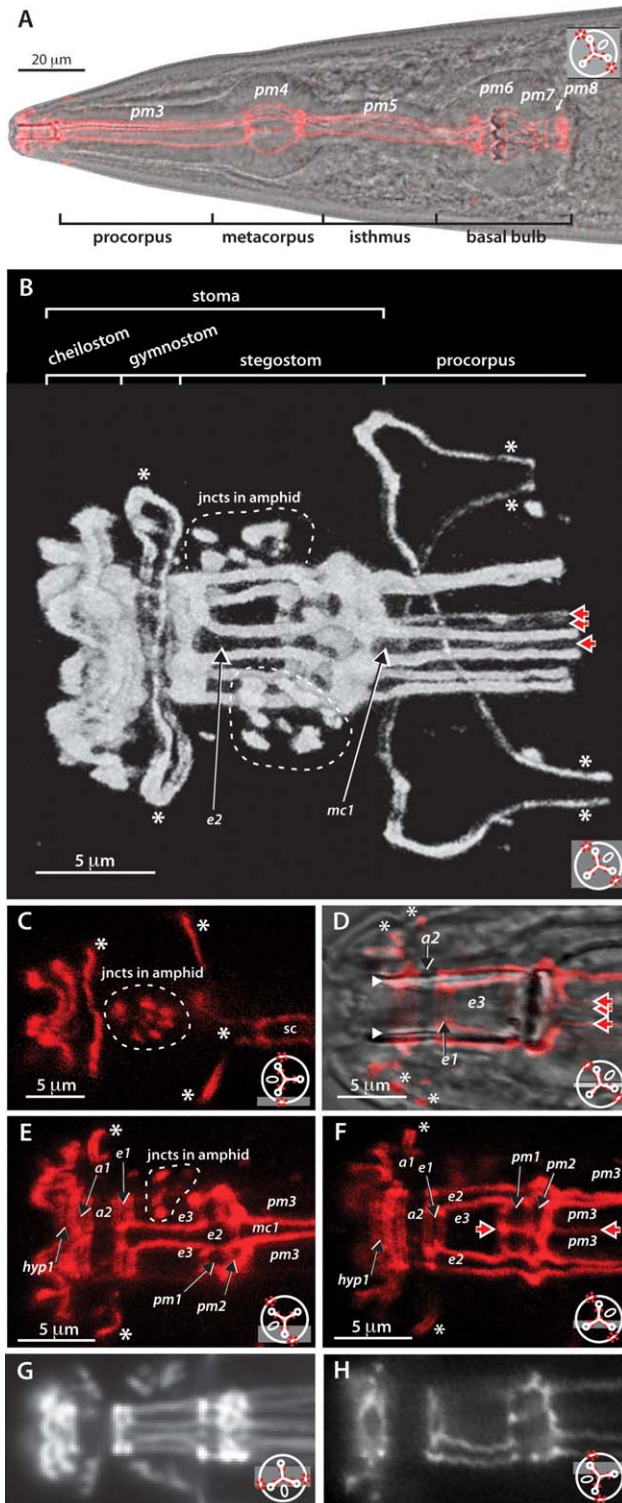 A
20 μm
pm3
pm4
pm5
pm6
pm7
pm8
procorpus
metacorpus
isthmus
basal bulb
B
stoma
cheilostom
gymnostom
stegostom
procorpus
*
jncts in amphid
*
*
e2
mc1
*
*
*
5 μm
C
*
*
jncts in amphid
*
sc
*
5 μm
D
*
*
a2
e3
e1
*
*
5 μm
E
*
a1
e1
jncts in amphid
a2
e3
pm3
e2
mc1
e3
pm3
hyp1
pm1
pm2
5 μm
*
F
*
a1
e1
pm1
pm2
e2
pm3
a2
e3
pm3
pm3
hyp1
e2
5 μm
*
G
H